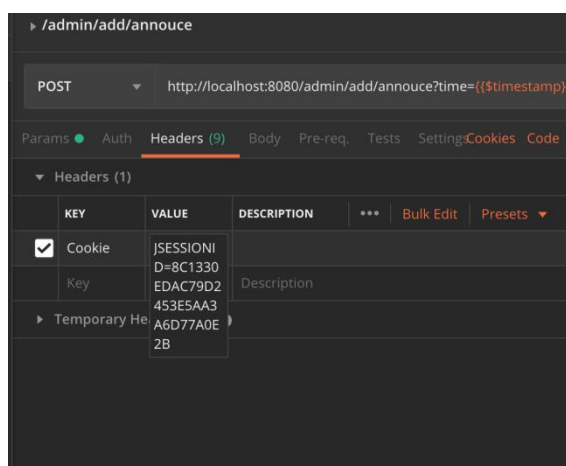 /admin/add/annouce
POST http://localhost:8080/admin/add/annouce?time={{$timestamp}
Params Auth Headers (9) Body Pre-req. Tests Settings Cookies Code
Headers (1)
KEY VALUE DESCRIPTION ••• Bulk Edit Presets
Cookie JSESSIONI
D=8C1330
Key EDAC79D2 Description
453E5AA3
Temporary He A6D77A0E )
2B